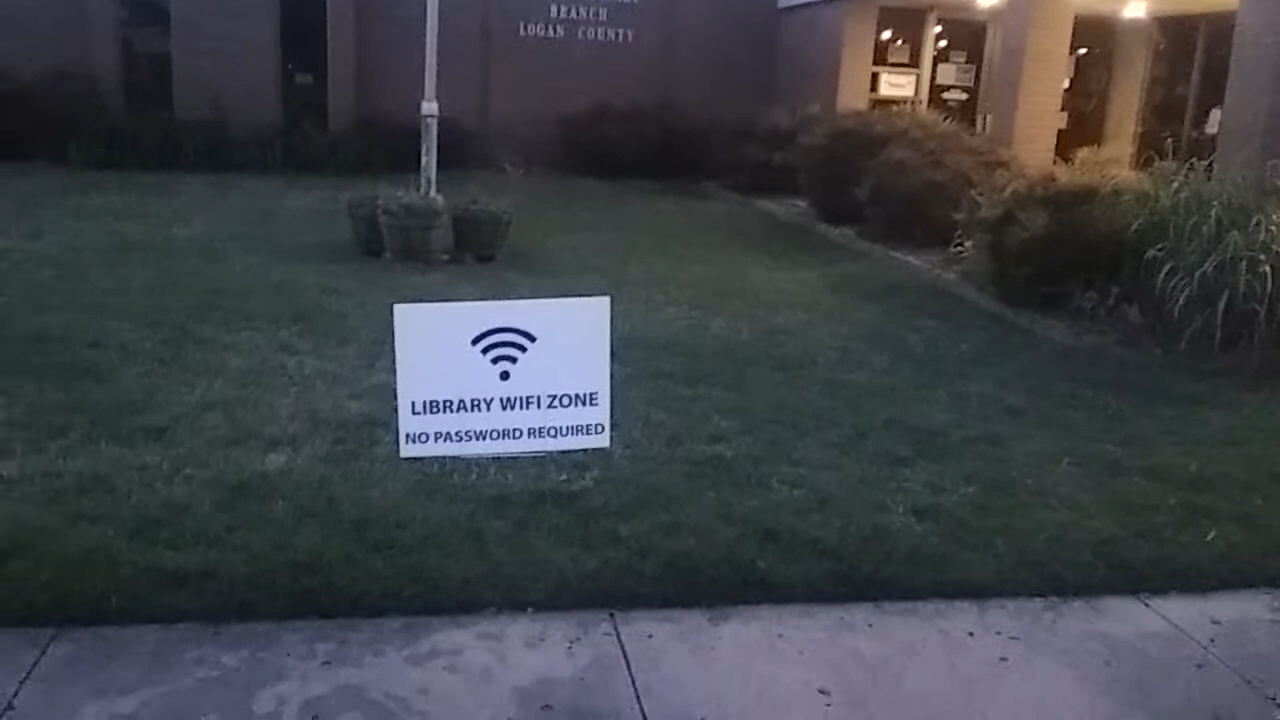 BRANCH
LOGAN COUNTY
LIBRARY WIFI ZONE
NO PASSWORD REQUIRED